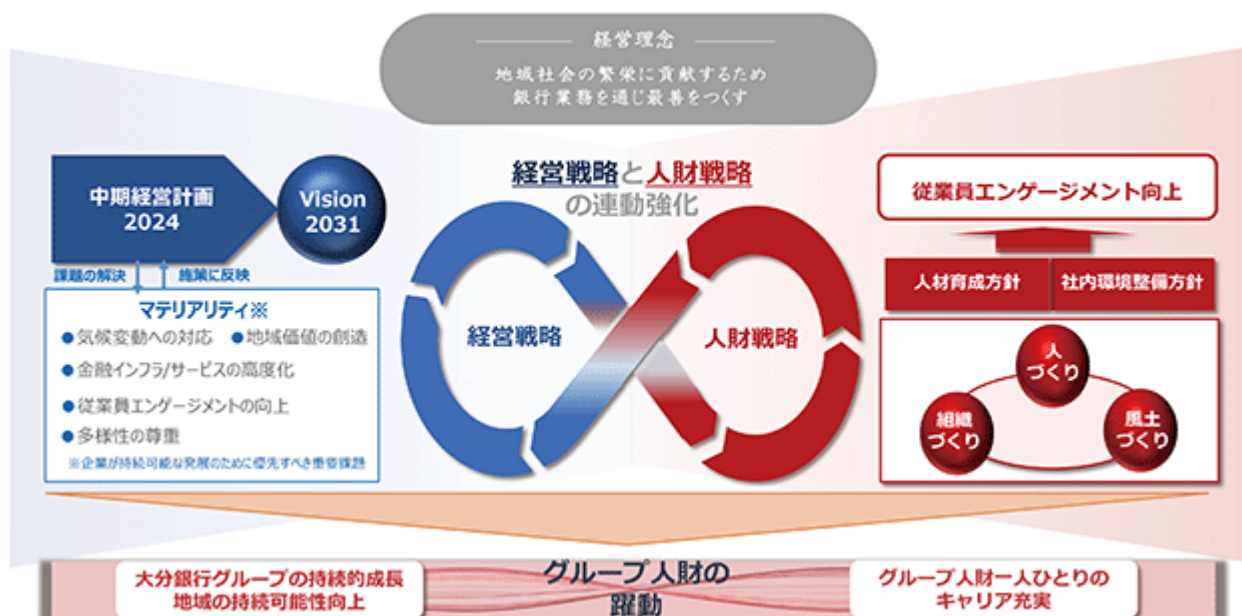 経営理念
地域社会の繁栄に貢献するため
銀行業務を通じ最善をつくす
中期経営計画
2024
Vision
2031
課題の解決
施策に反映
マテリアリティ※
●気候変動への対応 ●地域価値の創造
●金融インフラ/サービスの高度化
●従業員エンゲージメントの向上
●多様性の尊重
※企業が持続可能な発展のために優先すべき重要課題
経営戦略と人財戦略
の連動強化
経営戦略
人財戦略
従業員エンゲージメント向上
人材育成方針
社内環境整備方針
人
づくり
組織
づくり
風土
づくり
大分銀行グループの持続的成長
地域の持続可能性向上
グループ人財の
躍動
グループ人財一人ひとりの
キャリア充実